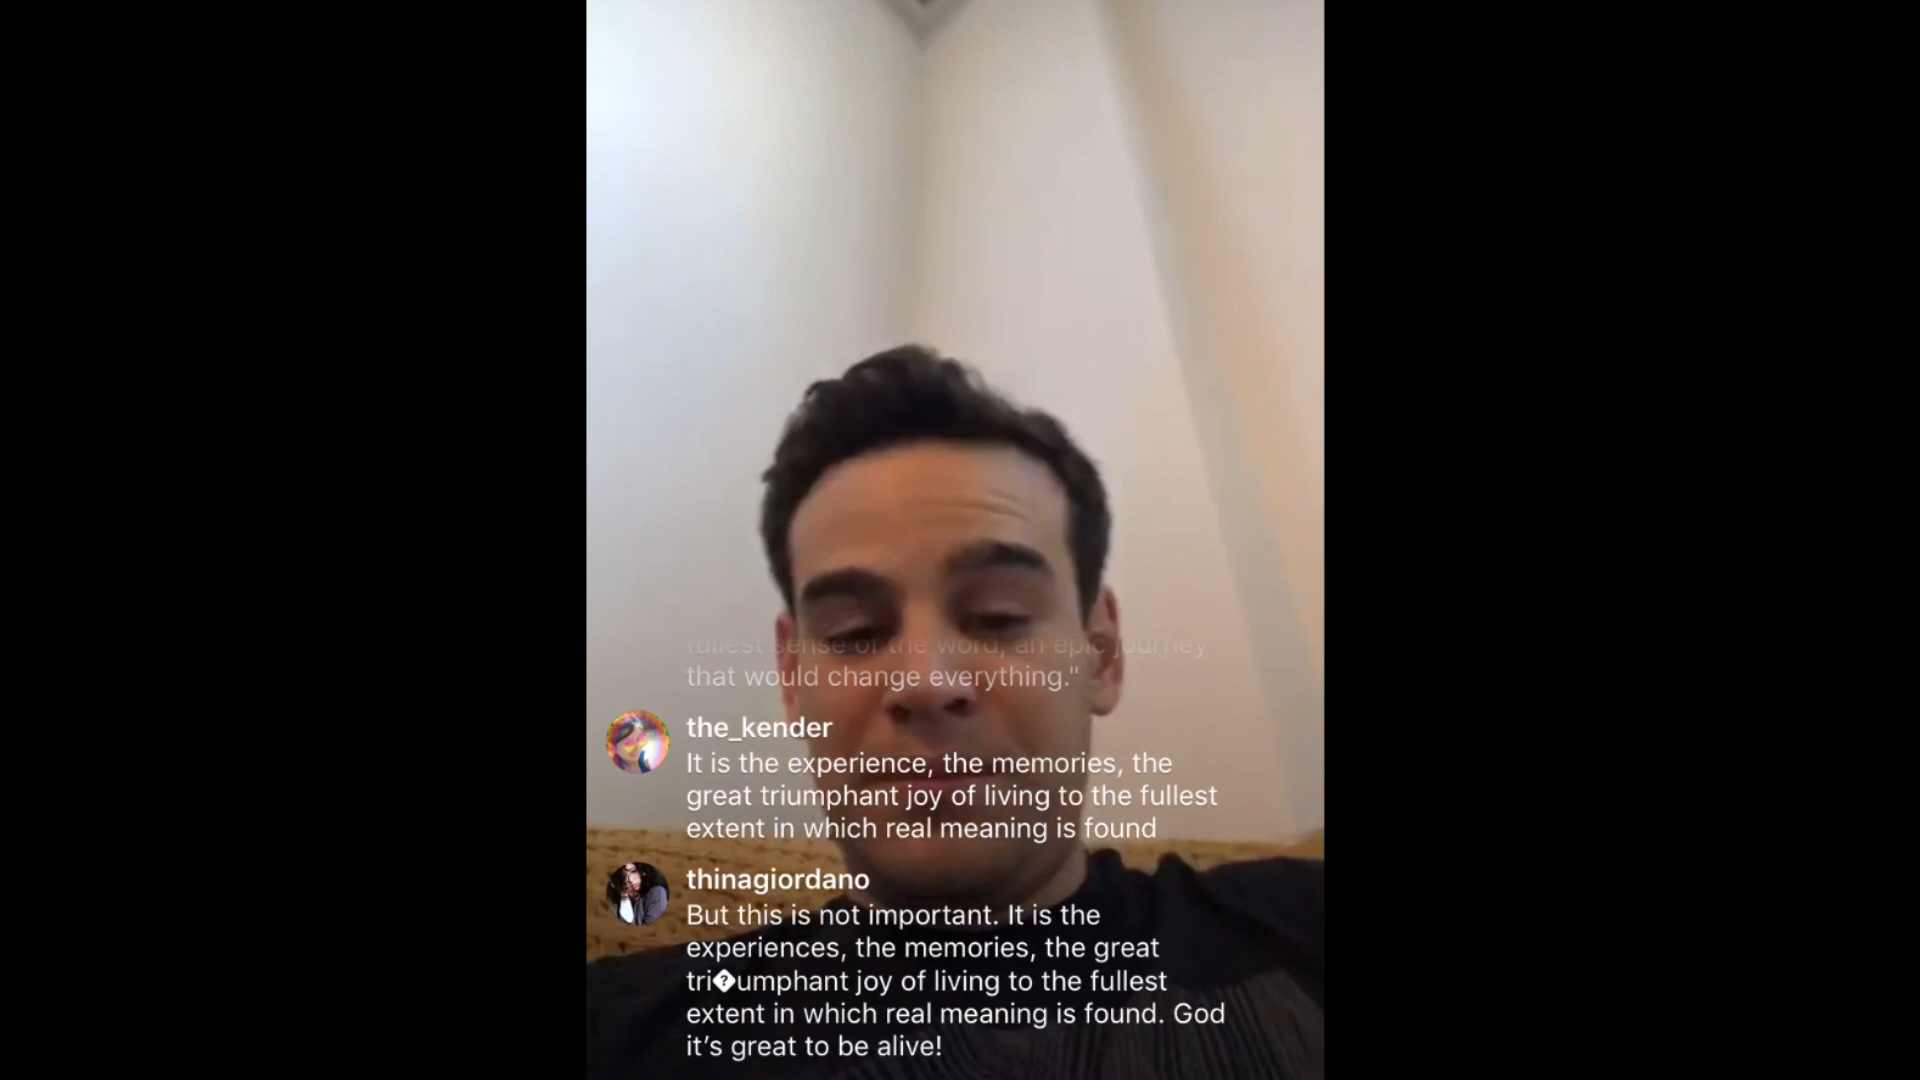 fullest sense of the word, an epic journey
that would change everything."
the_kender
It is the experience, the memories, the
great triumphant joy of living to the fullest
extent in which real meaning is found
thinagiordano
But this is not important. It is the
experiences, the memories, the great
tri�umphant joy of living to the fullest
extent in which real meaning is found. God
it’s great to be alive!